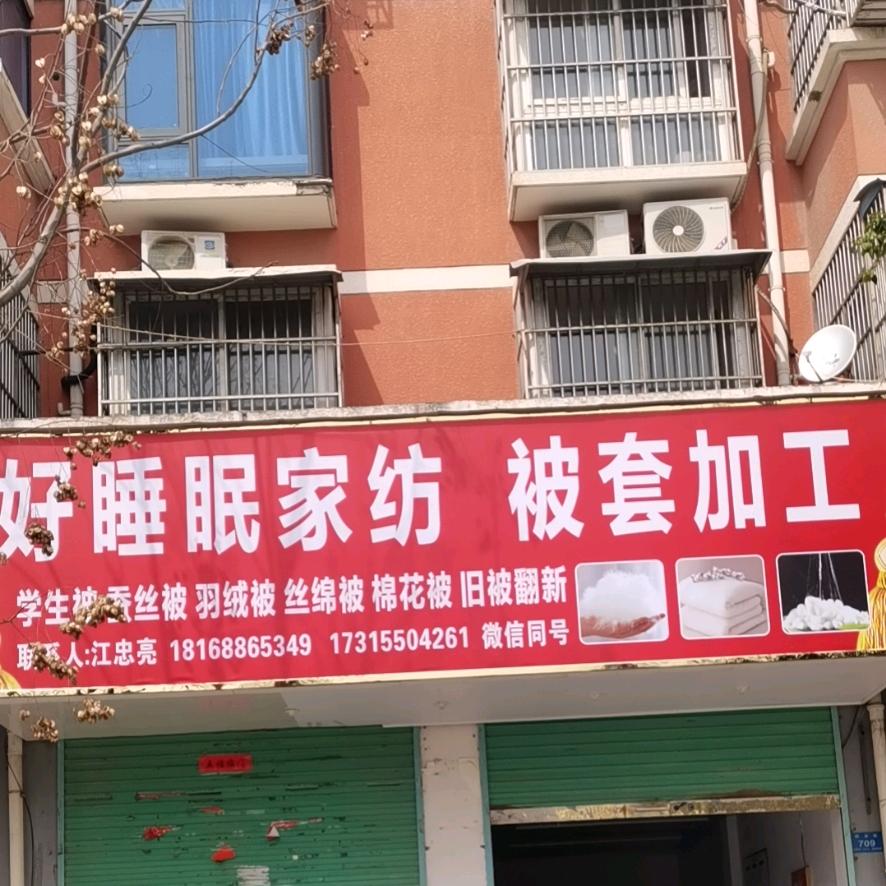 好睡眠家纺 被套加工
学生被 蚕丝被 羽绒被 丝绵被 棉花被 旧被翻新
联系人:江忠亮 18168865349 17315504261 微信同号
709